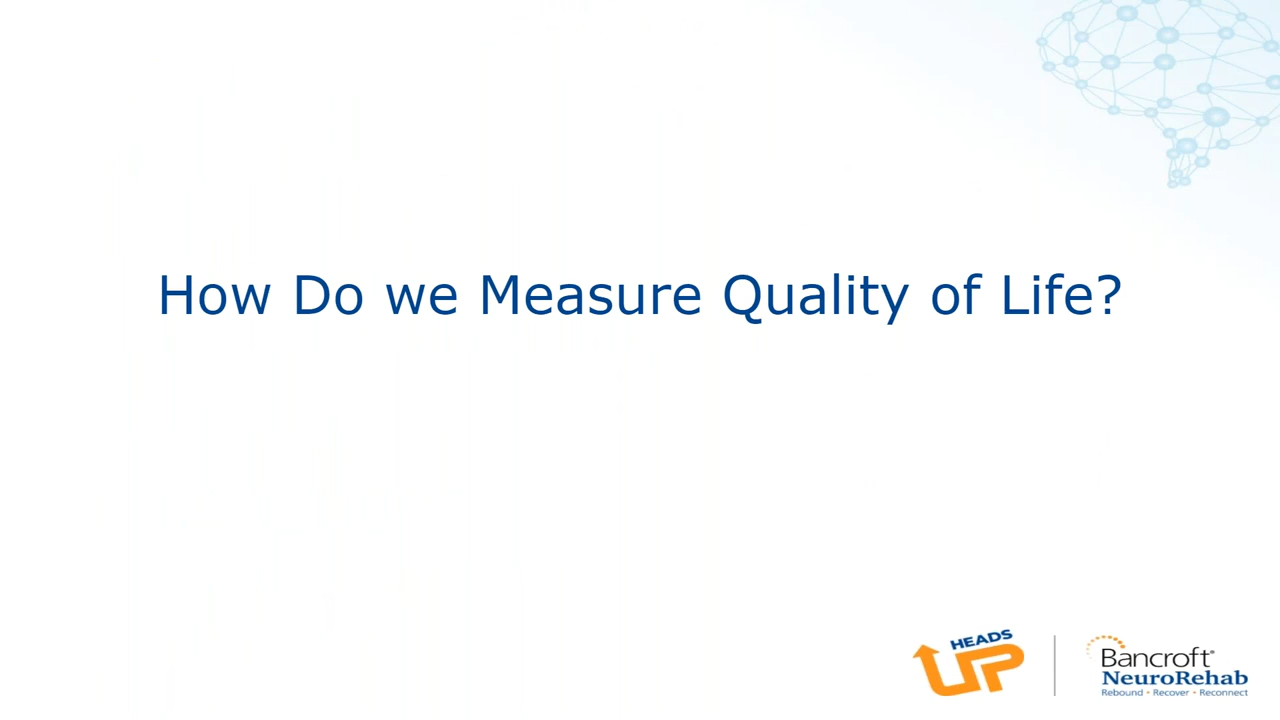 How Do we Measure Quality of Life?
HEADS
UP
Bancroft®
NeuroRehab
Rebound • Recover • Reconnect